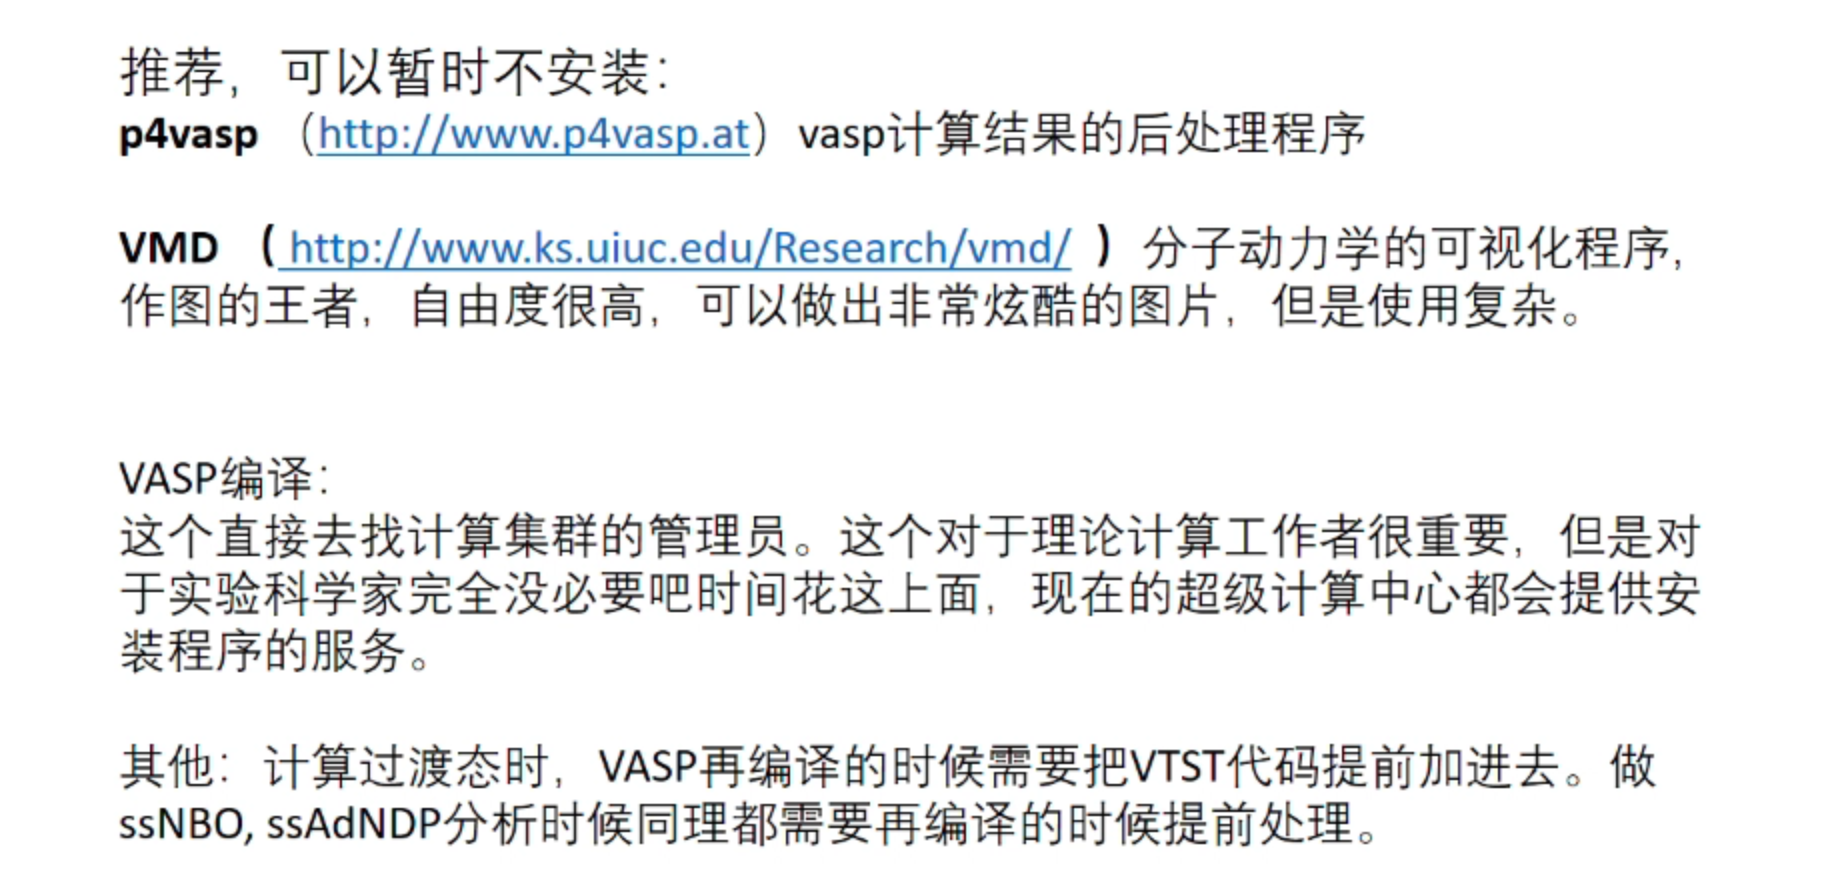 推荐，可以暂时不安装：
p4vasp （http://www.p4vasp.at）vasp计算结果的后处理程序
VMD （ http://www.ks.uiuc.edu/Research/vmd/ ）分子动力学的可视化程序，
作图的王者，自由度很高，可以做出非常炫酷的图片，但是使用复杂。
VASP编译：
这个直接去找计算集群的管理员。这个对于理论计算工作者很重要，但是对
于实验科学家完全没必要吧时间花这上面，现在的超级计算中心都会提供安
装程序的服务。
其他：计算过渡态时，VASP再编译的时候需要把VTST代码提前加进去。做
ssNBO, ssAdNDP分析时候同理都需要再编译的时候提前处理。